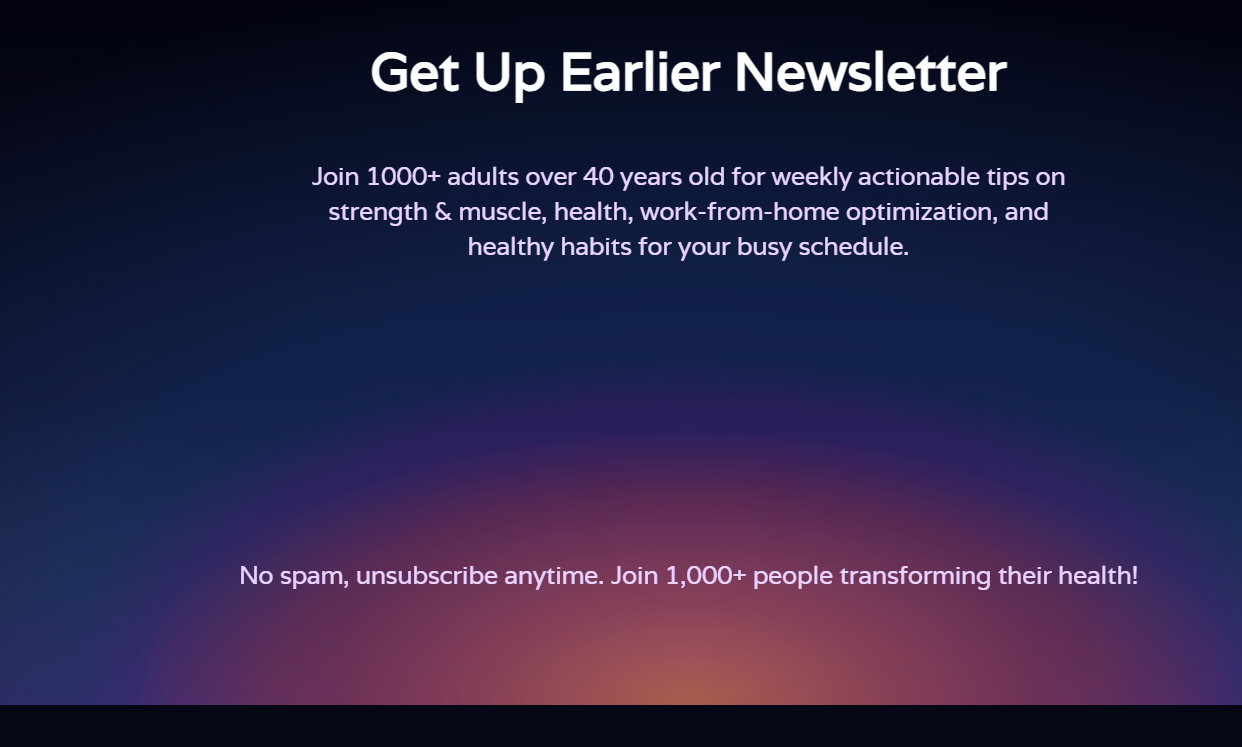 Get Up Earlier Newsletter
Join 1000+ adults over 40 years old for weekly actionable tips on
strength & muscle, health, work-from-home optimization, and
healthy habits for your busy schedule.
No spam, unsubscribe anytime. Join 1,000+ people transforming their health!